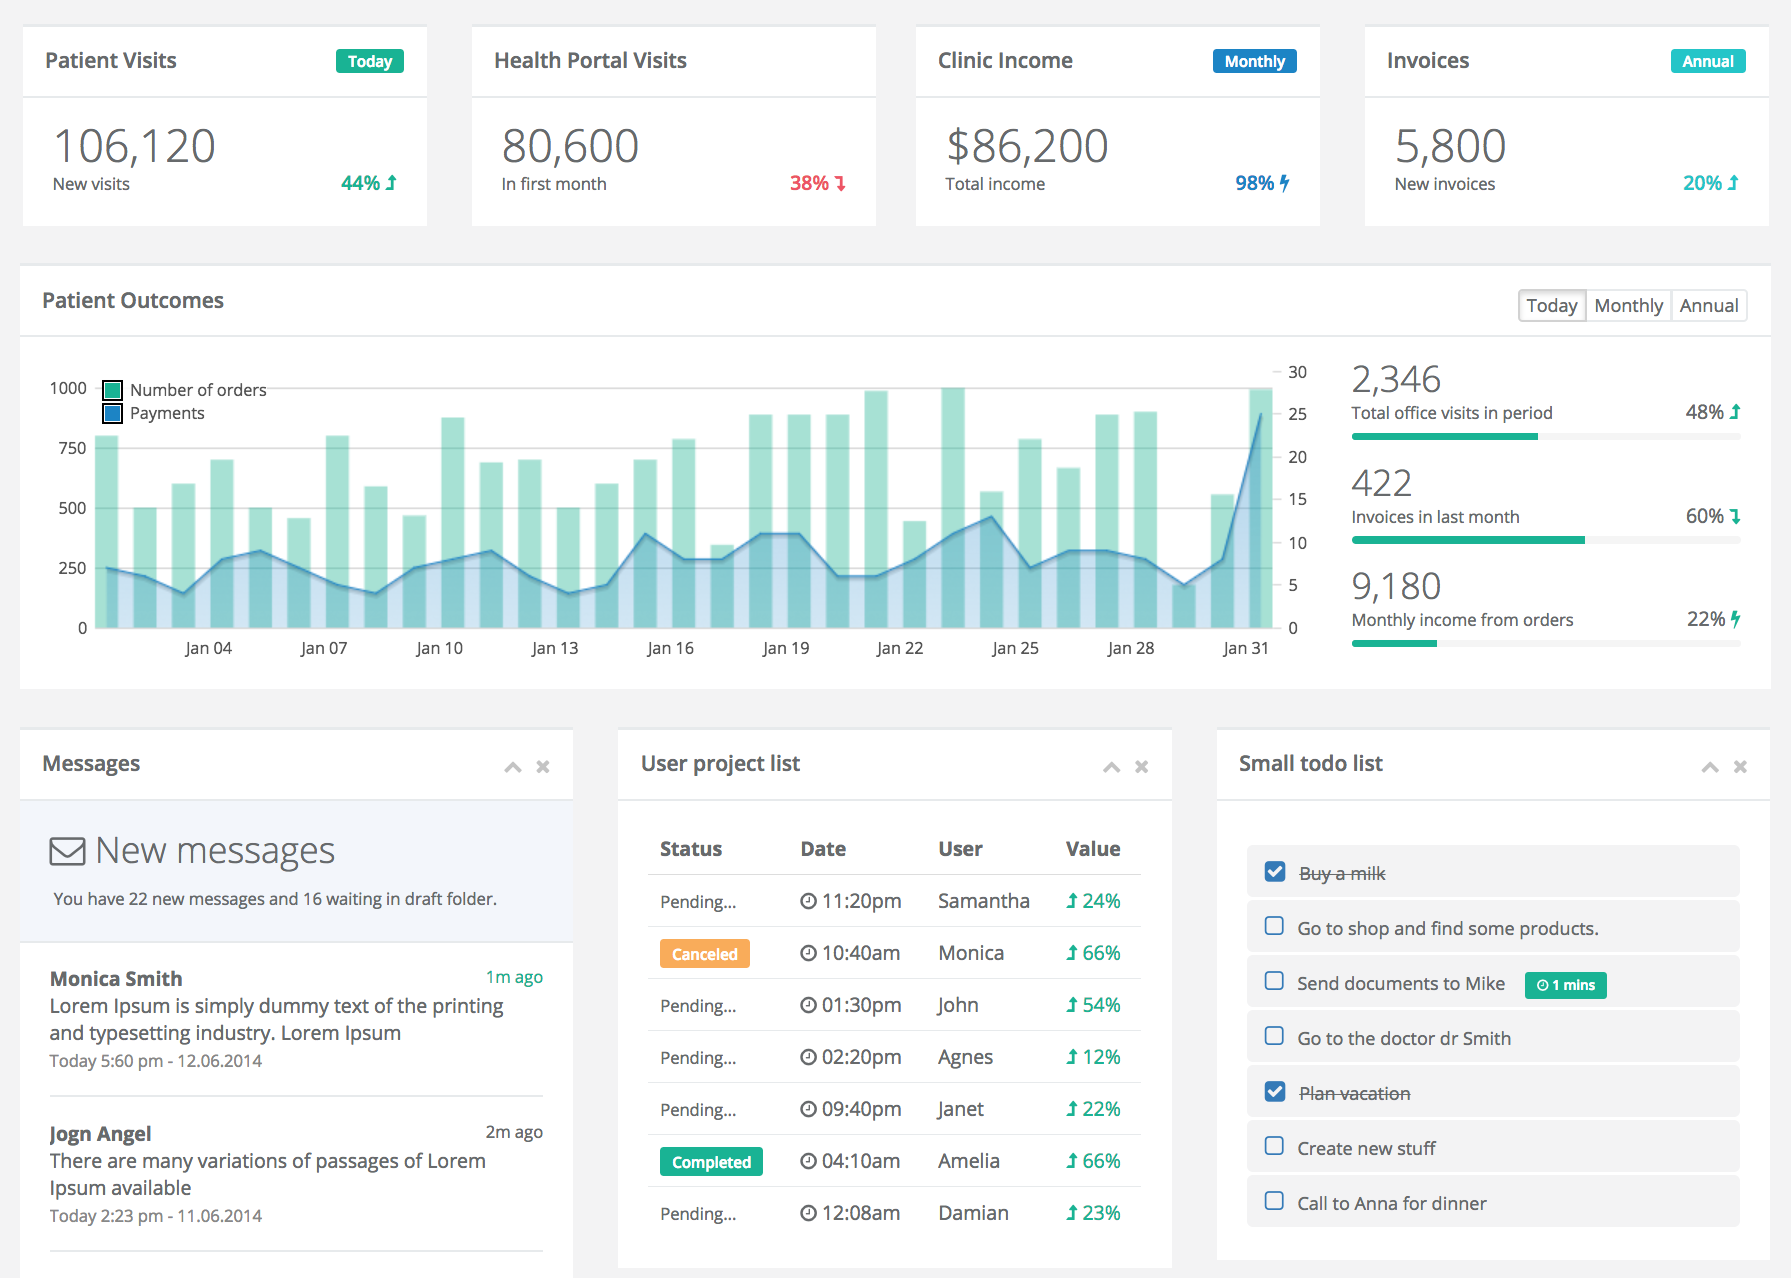 Patient Visits
Today
106,120
New visits
44%
Health Portal Visits
80,600
In first month
38%
Clinic Income
Monthly
$86,200
Total income
98%
Invoices
Annual
5,800
New invoices
20%
Patient Outcomes
Today Monthly Annual
Number of orders
Payments
1000
750
500
250
0
30
25
20
15
10
5
0
Jan 04 Jan 07 Jan 10 Jan 13 Jan 16 Jan 19 Jan 22 Jan 25 Jan 28 Jan 31
2,346
Total office visits in period 48%
422
Invoices in last month 60%
9,180
Monthly income from orders 22%
Messages
New messages
You have 22 new messages and 16 waiting in draft folder.
Monica Smith 1m ago
Lorem Ipsum is simply dummy text of the printing
and typesetting industry. Lorem Ipsum
Today 5:60 pm - 12.06.2014
Jogn Angel 2m ago
There are many variations of passages of Lorem
Ipsum available
Today 2:23 pm - 11.06.2014
User project list
Status Date User Value
Pending... 11:20pm Samantha 24%
Canceled 10:40am Monica 66%
Pending... 01:30pm John 54%
Pending... 02:20pm Agnes 12%
Pending... 09:40pm Janet 22%
Completed 04:10am Amelia 66%
Pending... 12:08am Damian 23%
Small todo list
Buy a milk
Go to shop and find some products.
Send documents to Mike 1 mins
Go to the doctor dr Smith
Plan vacation
Create new stuff
Call to Anna for dinner